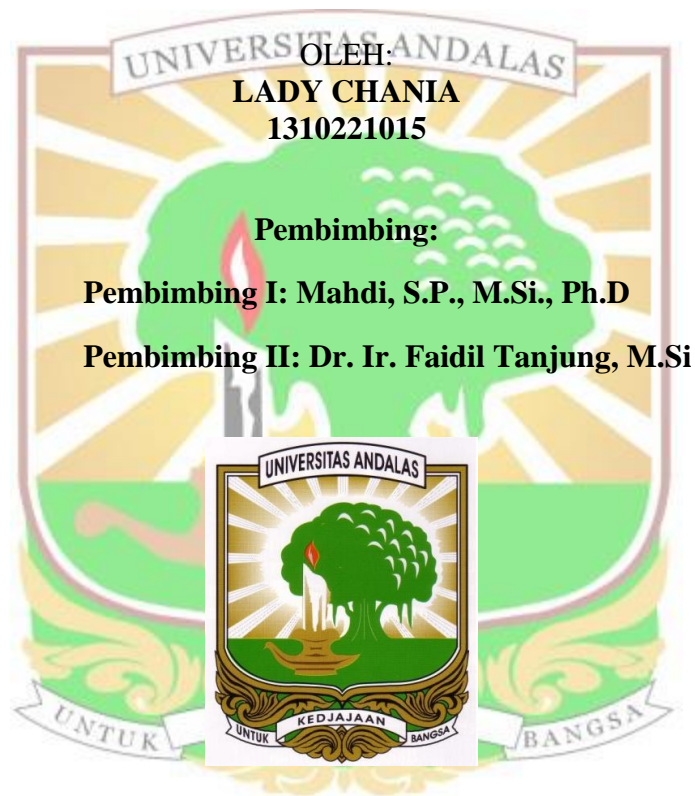 UNIVERSITAS ANDALAS
OLEH:
LADY CHANIA
1310221015
Pembimbing:
Pembimbing I: Mahdi, S.P., M.Si., Ph.D
Pembimbing II: Dr. Ir. Faidil Tanjung, M.Si
UNIVERSITAS ANDALAS
UNTUK KEDJAJAAN BANGSA
UNTUK BANGSA